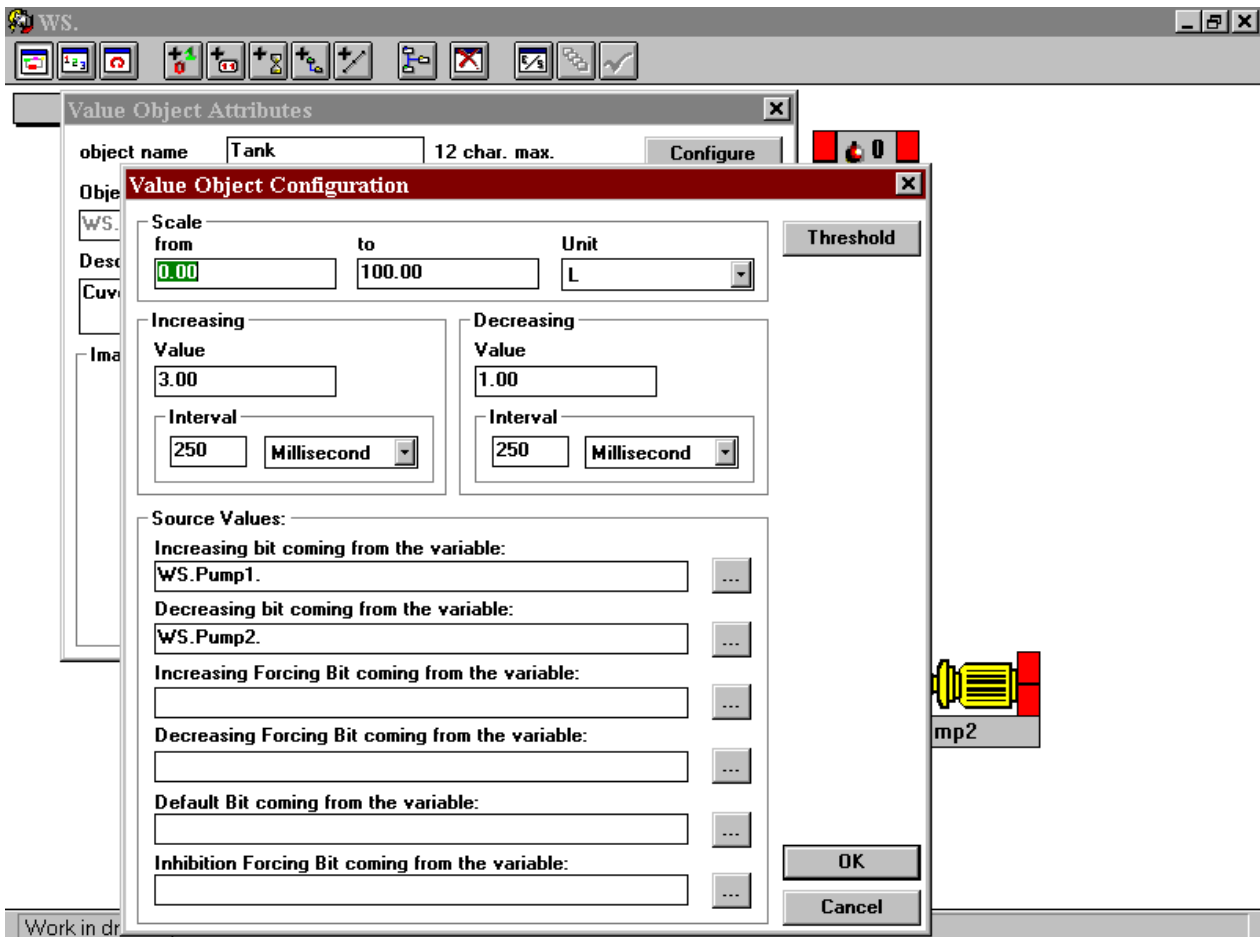 WS.
Value Object Attributes
object name Tank 12 char. max. Configure
0
Value Object Configuration
Obje
WS.
Scale
from to Unit
0.00 100.00 L
Threshold
Desc
Cuv
Increasing Decreasing
Value Value
3.00 1.00
Ima
Interval Interval
250 Millisecond 250 Millisecond
Source Values:
Increasing bit coming from the variable:
WS.Pump1. ...
Decreasing bit coming from the variable:
WS.Pump2. ...
Increasing Forcing Bit coming from the variable:
...
Decreasing Forcing Bit coming from the variable:
...
mp2
Default Bit coming from the variable:
...
Inhibition Forcing Bit coming from the variable:
...
OK
Cancel
Work in dr